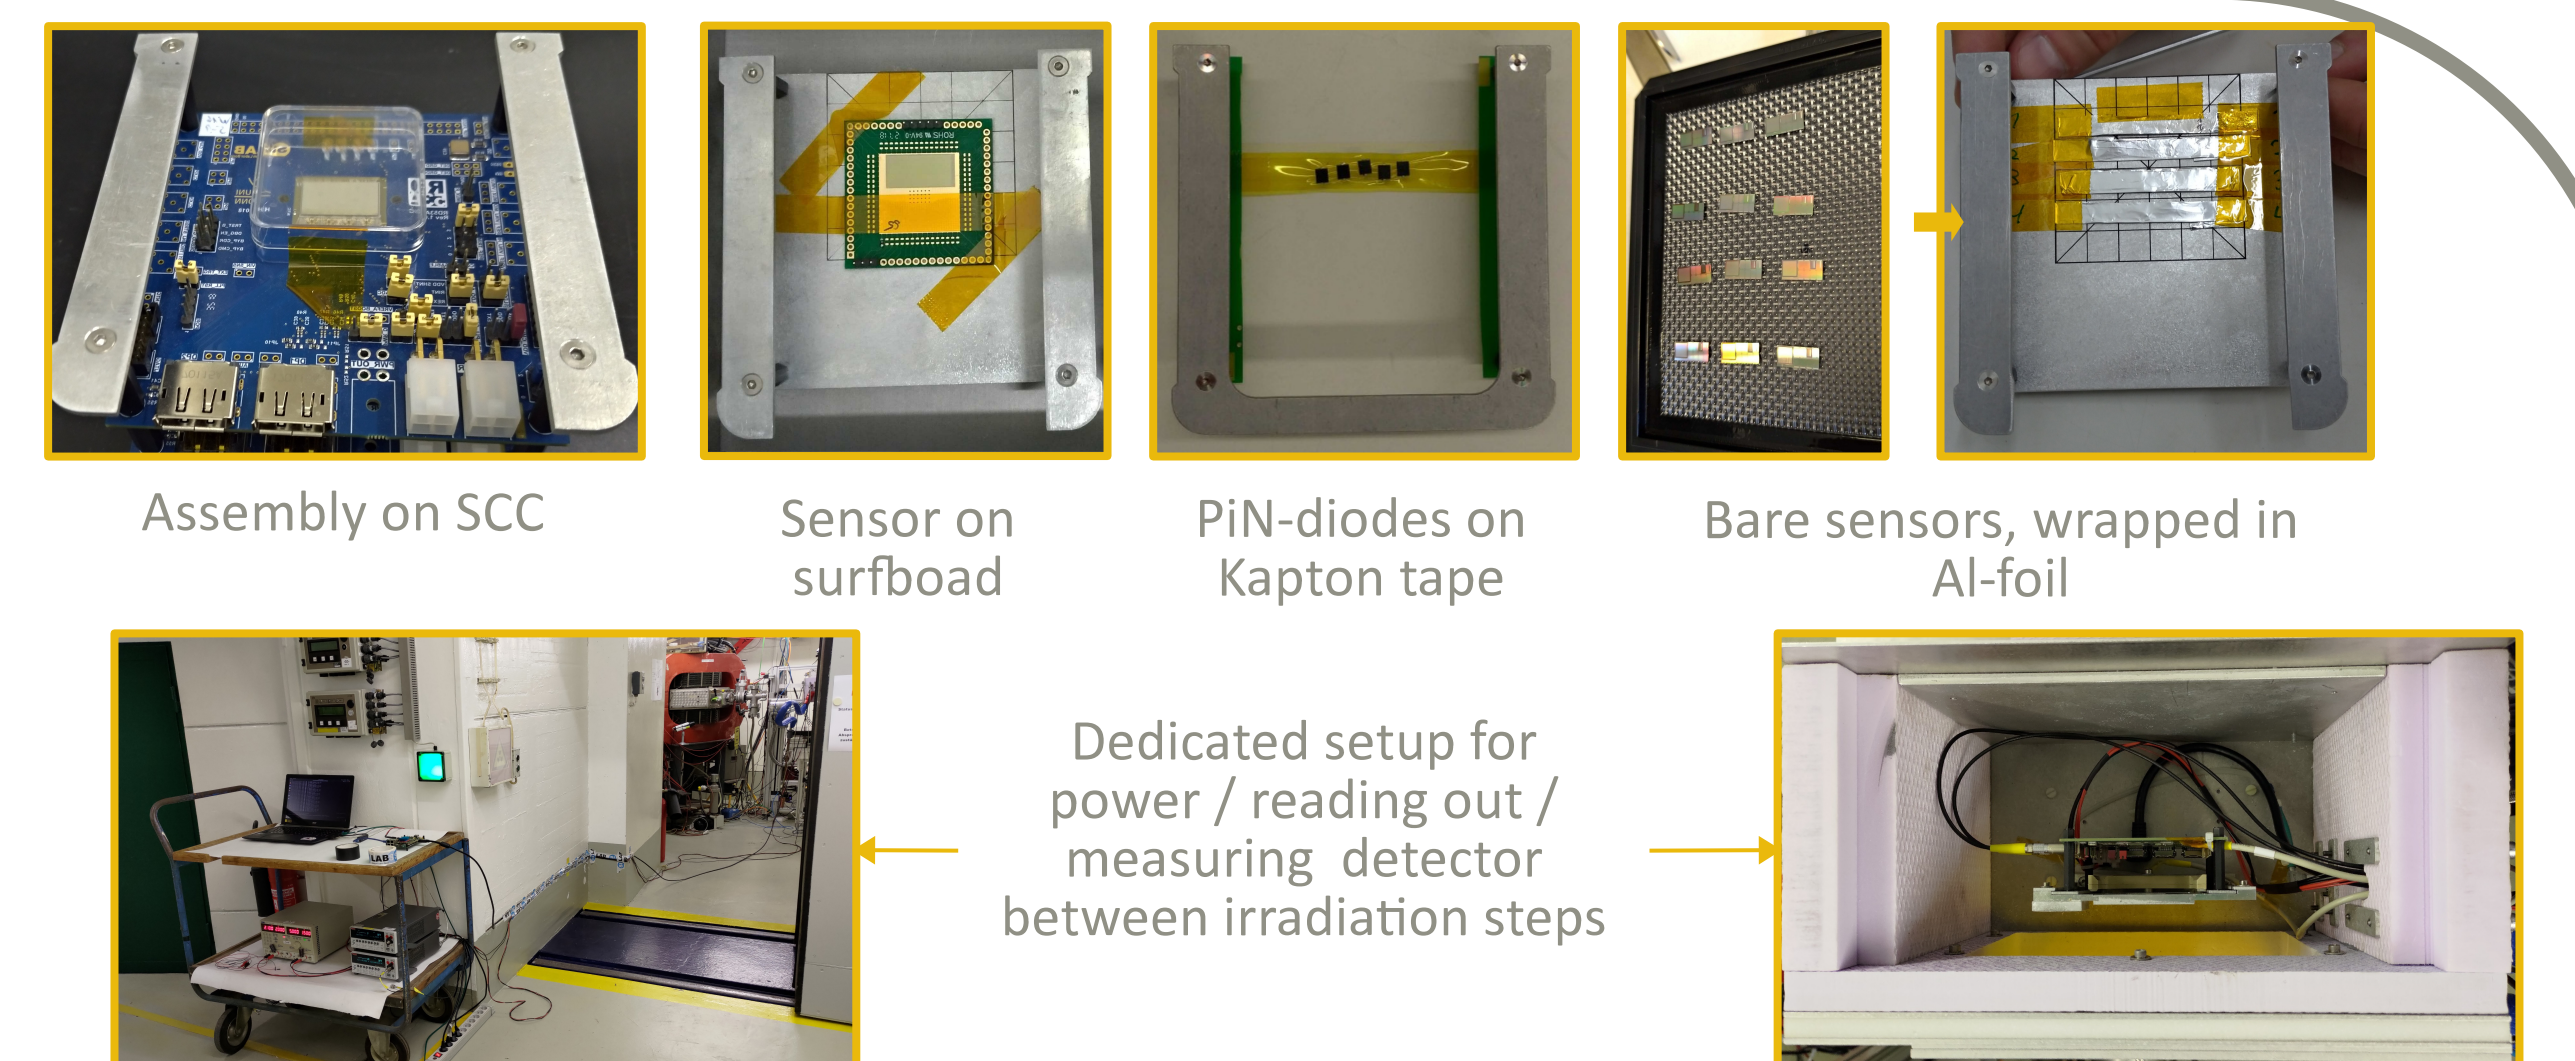 Assembly on SCC
Sensor on
surfboad
PiN-diodes on
Kapton tape
Bare sensors, wrapped in
Al-foil
Dedicated setup for
power / reading out /
measuring detector
between irradiation steps
LAB